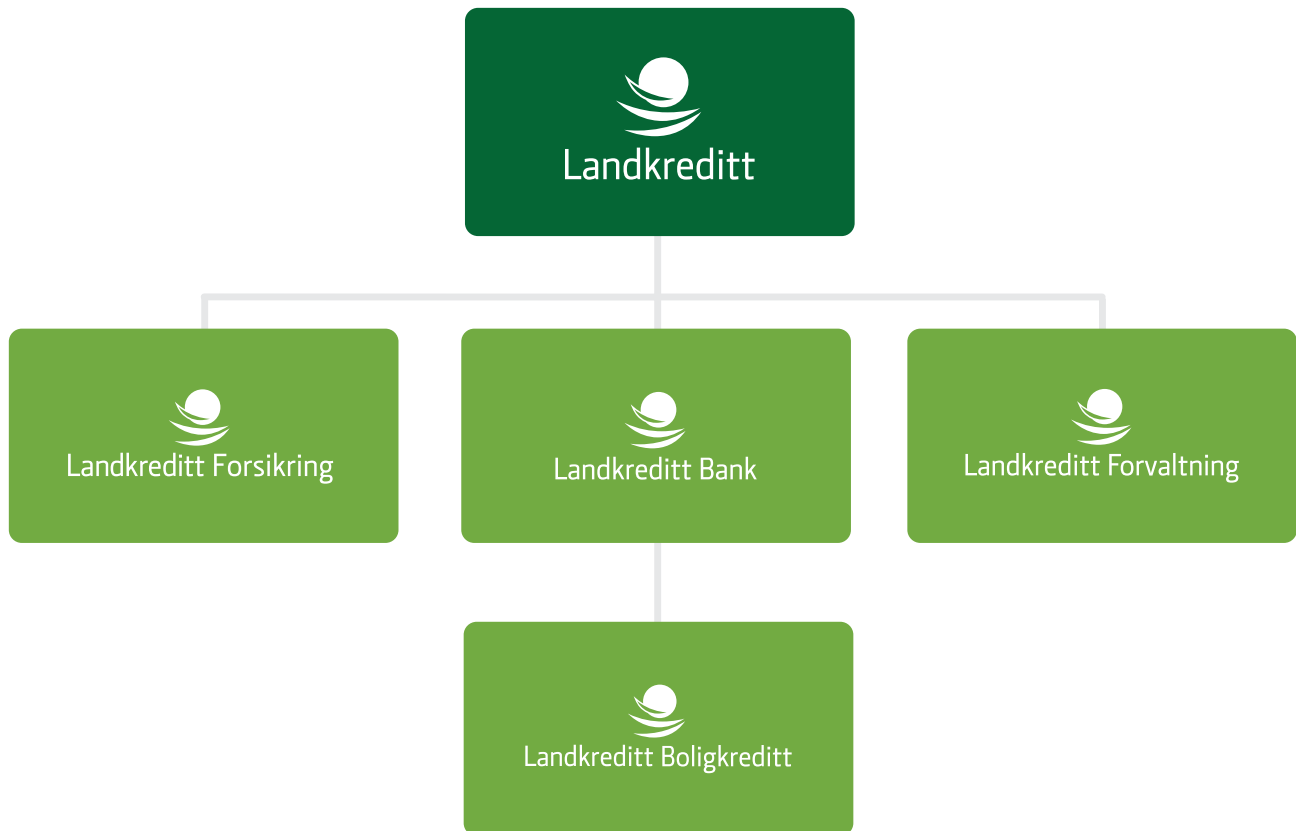 Landkreditt
Landkreditt Forsikring
Landkreditt Bank
Landkreditt Forvaltning
Landkreditt Boligkreditt